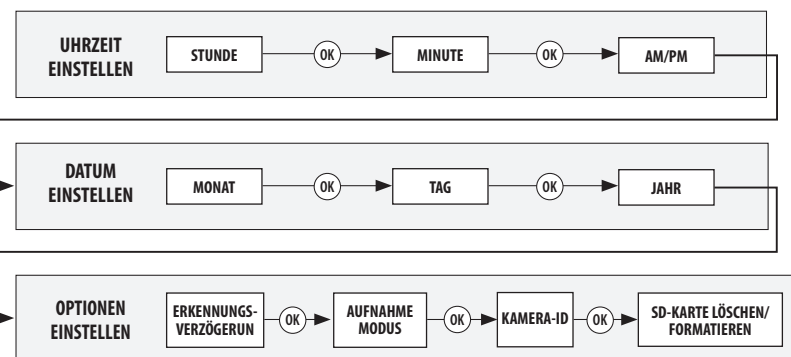 UHRZEIT
EINSTELLEN
STUNDE
OK
MINUTE
OK
AM/PM
DATUM
EINSTELLEN
MONAT
OK
TAG
OK
JAHR
OPTIONEN
EINSTELLEN
ERKENNUNGS-
VERZÖGERUN
OK
AUFNAHME
MODUS
OK
KAMERA-ID
OK
SD-KARTE LÖSCHEN/
FORMATIEREN